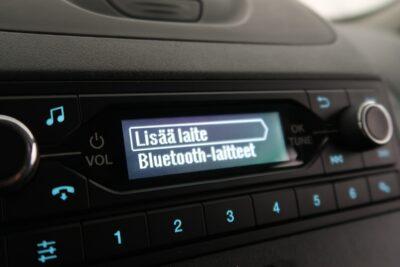 Lisää laite
Bluetooth-laitteet
VOL
OK
TUNE
1
2
3
4
5
6